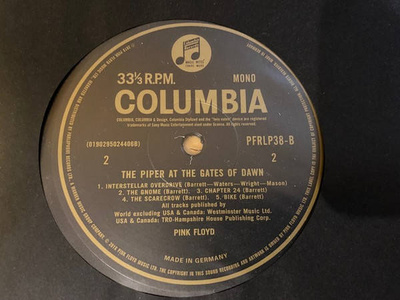 33⅓ R.P.M.
MONO
COLUMBIA
COLUMBIA, COLUMBIA & Design, Columbia Stylized and the "two notes" device are registered
trademarks of Sony Music Entertainment used under license. All rights reserved.
(0190295024406B)
PFRLP38-B
2
2
THE PIPER AT THE GATES OF DAWN
1. INTERSTELLAR OVERDRIVE (Barrett—Waters—Wright—Mason)
2. THE GNOME (Barrett). 3. CHAPTER 24 (Barrett)
4. THE SCARECROW (Barrett). 5. BIKE (Barrett)
All tracks published by
World excluding USA & Canada: Westminster Music Ltd.
USA & Canada: TRO-Hampshire House Publishing Corp.
PINK FLOYD
MADE IN GERMANY